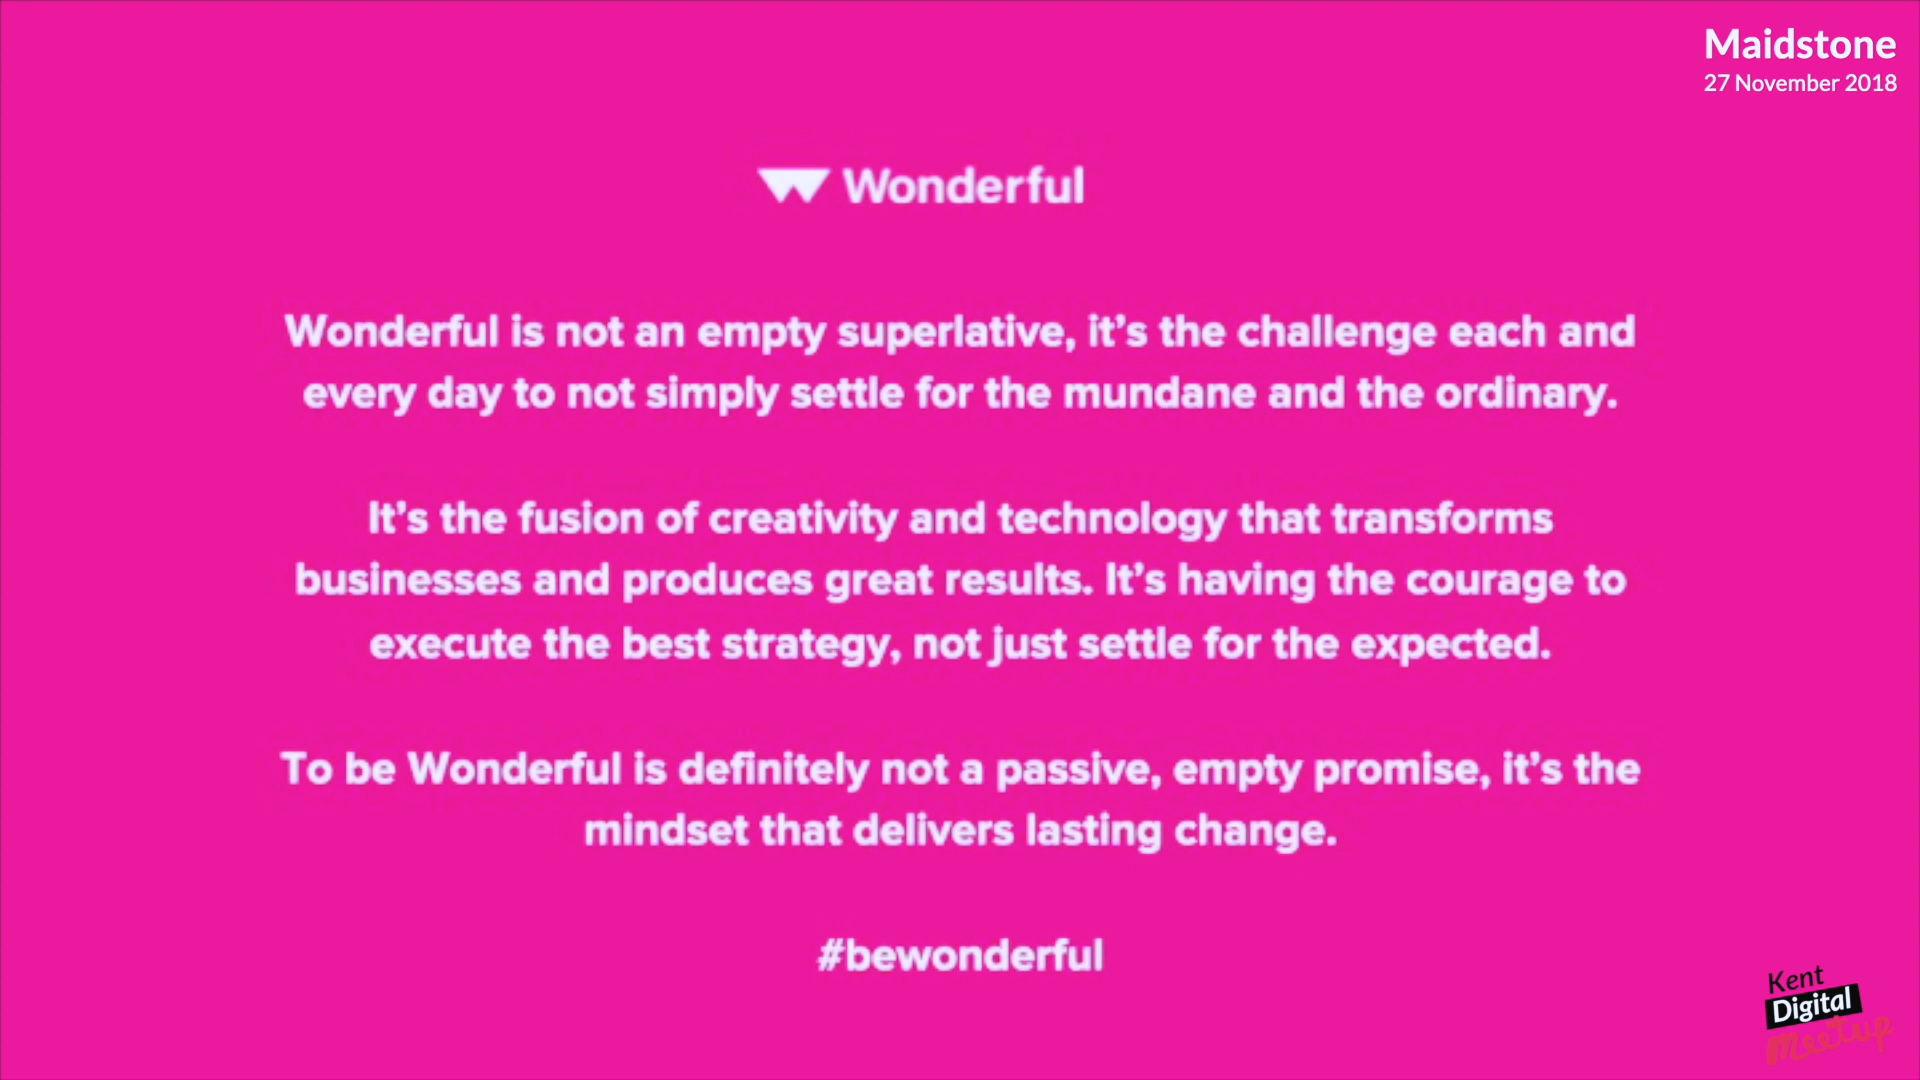 Maidstone
27 November 2018
Wonderful
Wonderful is not an empty superlative, it’s the challenge each and
every day to not simply settle for the mundane and the ordinary.
It’s the fusion of creativity and technology that transforms
businesses and produces great results. It’s having the courage to
execute the best strategy, not just settle for the expected.
To be Wonderful is definitely not a passive, empty promise, it’s the
mindset that delivers lasting change.
#bewonderful
Kent
Digital
Meetup